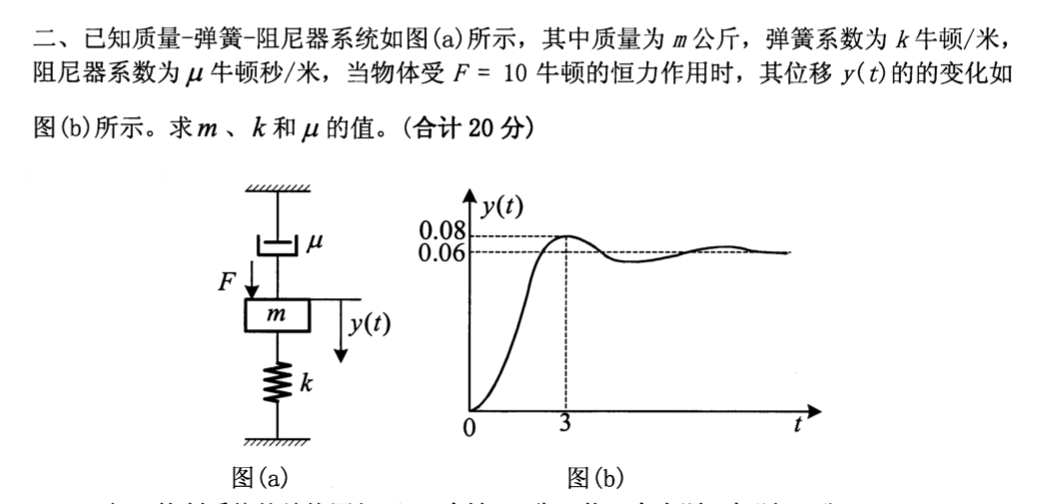 二、已知质量-弹簧-阻尼器系统如图(a)所示，其中质量为 m 公斤，弹簧系数为 k 牛顿/米，
阻尼器系数为 μ 牛顿秒/米，当物体受 F = 10 牛顿的恒力作用时，其位移 y(t)的的变化如
图(b)所示。求 m 、 k 和 μ 的值。(合计 20 分)
μ
F
m
y(t)
k
图(a)
y(t)
0.08
0.06
0
3
t
图(b)